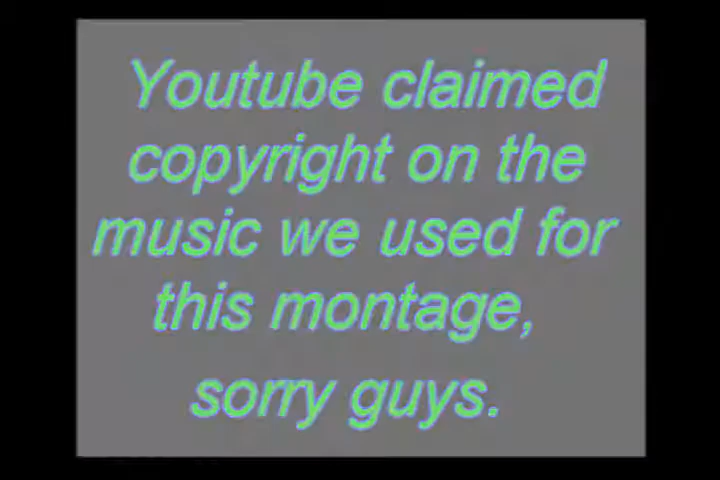 Youtube claimed
copyright on the
music we used for
this montage,
sorry guys.